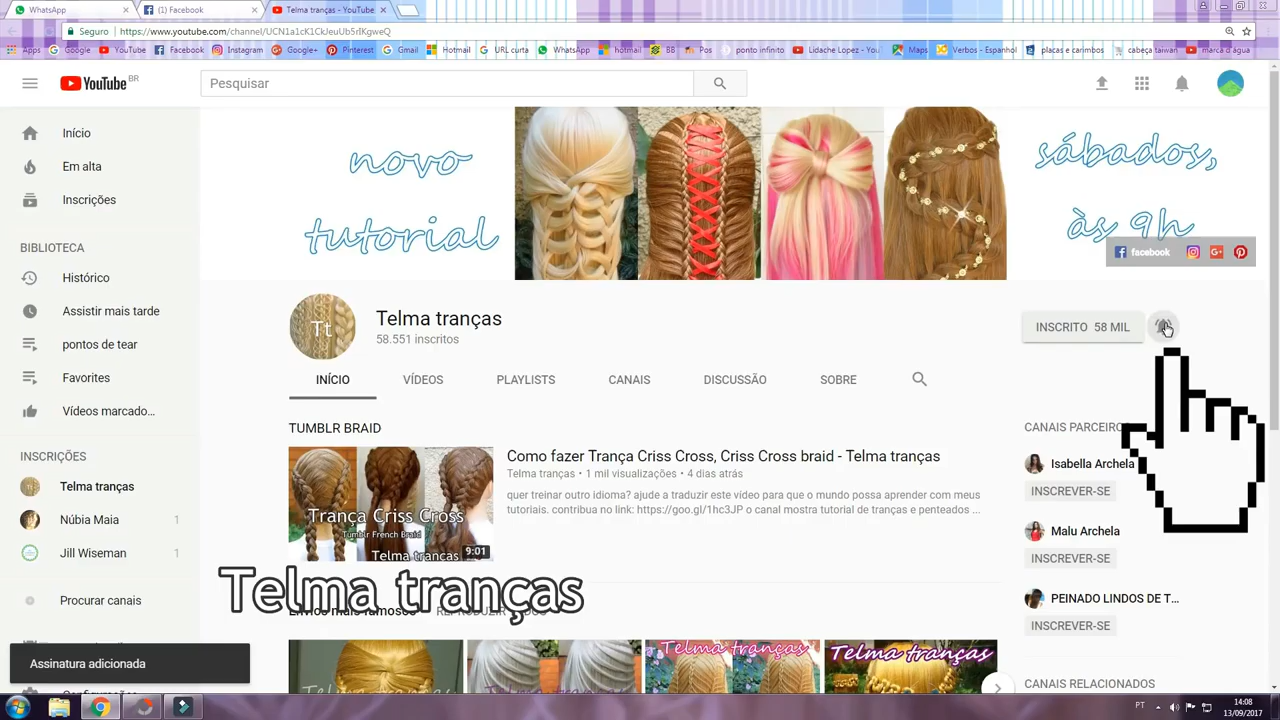 WhatsApp
(1) Facebook
Telma tranças - YouTube
Seguro
https://www.youtube.com/channel/UCN1a1cK1CkJeuUb5rIKgweQ
Apps
Google
YouTube
Facebook
Instagram
Google+
Pinterest
Gmail
Hotmail
URL curta
WhatsApp
hotmail
BB
Pos
ponto infinito
Lidache Lopez - You
Maps
Verbos - Espanhol
placas e carimbos
cabeça taiwan
marca d agua
YouTube BR
Pesquisar
Início
Em alta
Inscrições
BIBLIOTECA
Histórico
Assistir mais tarde
pontos de tear
Favorites
Vídeos marcado...
INSCRIÇÕES
Telma tranças
Núbia Maia 1
Jill Wiseman 1
Procurar canais
Assinatura adicionada
novo
tutorial
sábados,
às 9h
facebook
Tt
Telma tranças
58.551 inscritos
INSCRITO 58 MIL
INÍCIO
VÍDEOS
PLAYLISTS
CANAIS
DISCUSSÃO
SOBRE
TUMBLR BRAID
Trança Criss Cross
Tumblr French Braid
Telma tranças
9:01
Como fazer Trança Criss Cross, Criss Cross braid - Telma tranças
Telma tranças • 1 mil visualizações • 4 dias atrás
quer treinar outro idioma? ajude a traduzir este vídeo para que o mundo possa aprender com meus
tutoriais. contribua no link: https://goo.gl/1hc3JP o canal mostra tutorial de tranças e penteados ...
Telma tranças
Telma tranças
Telma tranças
CANAIS PARCEIRO
Isabella Archela
INSCREVER-SE
Malu Archela
INSCREVER-SE
PEINADO LINDOS DE T...
INSCREVER-SE
CANAIS RELACIONADOS
PT
14:08
13/09/2017